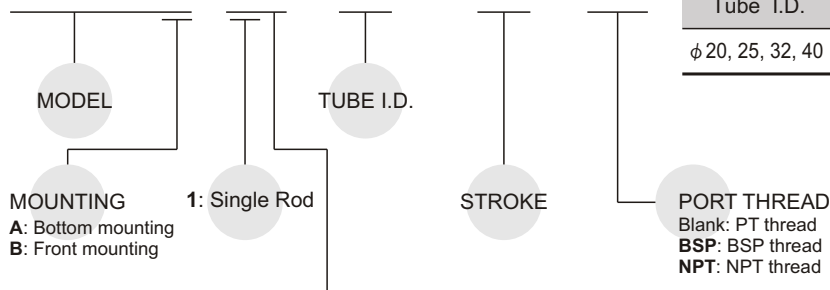 Tube I.D.
φ20, 25, 32, 40
MODEL
TUBE I.D.
MOUNTING
A: Bottom mounting
B: Front mounting
1: Single Rod
STROKE
PORT THREAD
Blank: PT thread
BSP: BSP thread
NPT: NPT thread